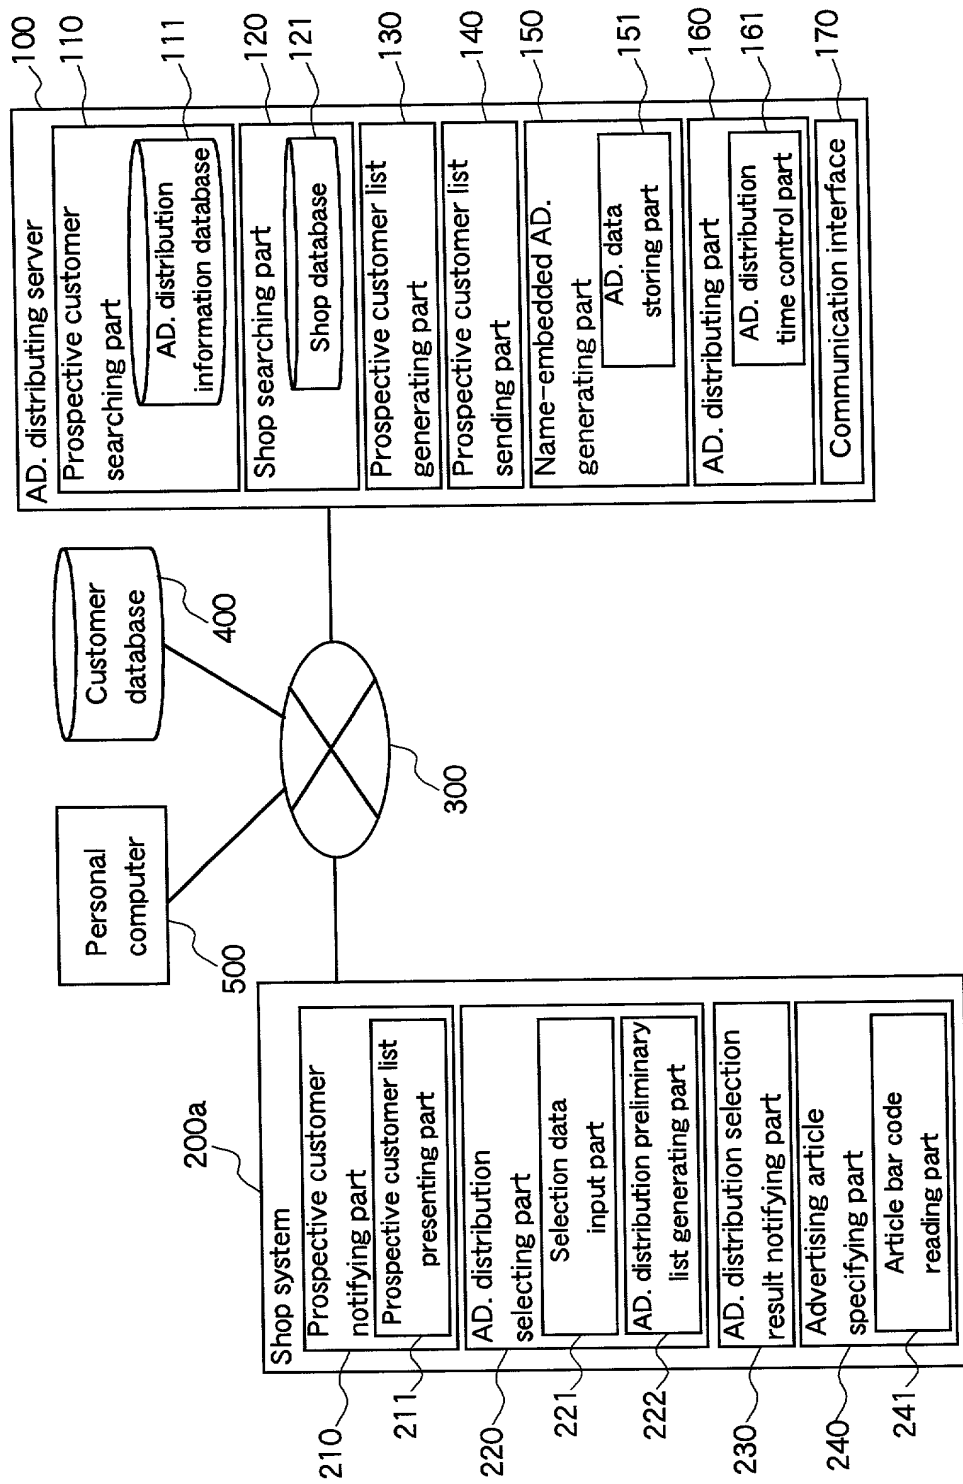 AD. distributing server
100
Prospective customer
searching part
110
AD. distribution
information database
111
Shop searching part
120
Shop database
121
Prospective customer list
generating part
130
Prospective customer list
sending part
140
Name-embedded AD.
generating part
150
AD. data
storing part
151
AD. distributing part
160
AD. distribution
time control part
161
Communication interface
170
Customer
database
400
Personal
computer
500
300
200a
Shop system
Prospective customer
notifying part
210
Prospective customer list
presenting part
211
AD. distribution
selecting part
220
Selection data
input part
221
AD. distribution preliminary
list generating part
222
AD. distribution selection
result notifying part
230
Advertising article
specifying part
240
Article bar code
reading part
241